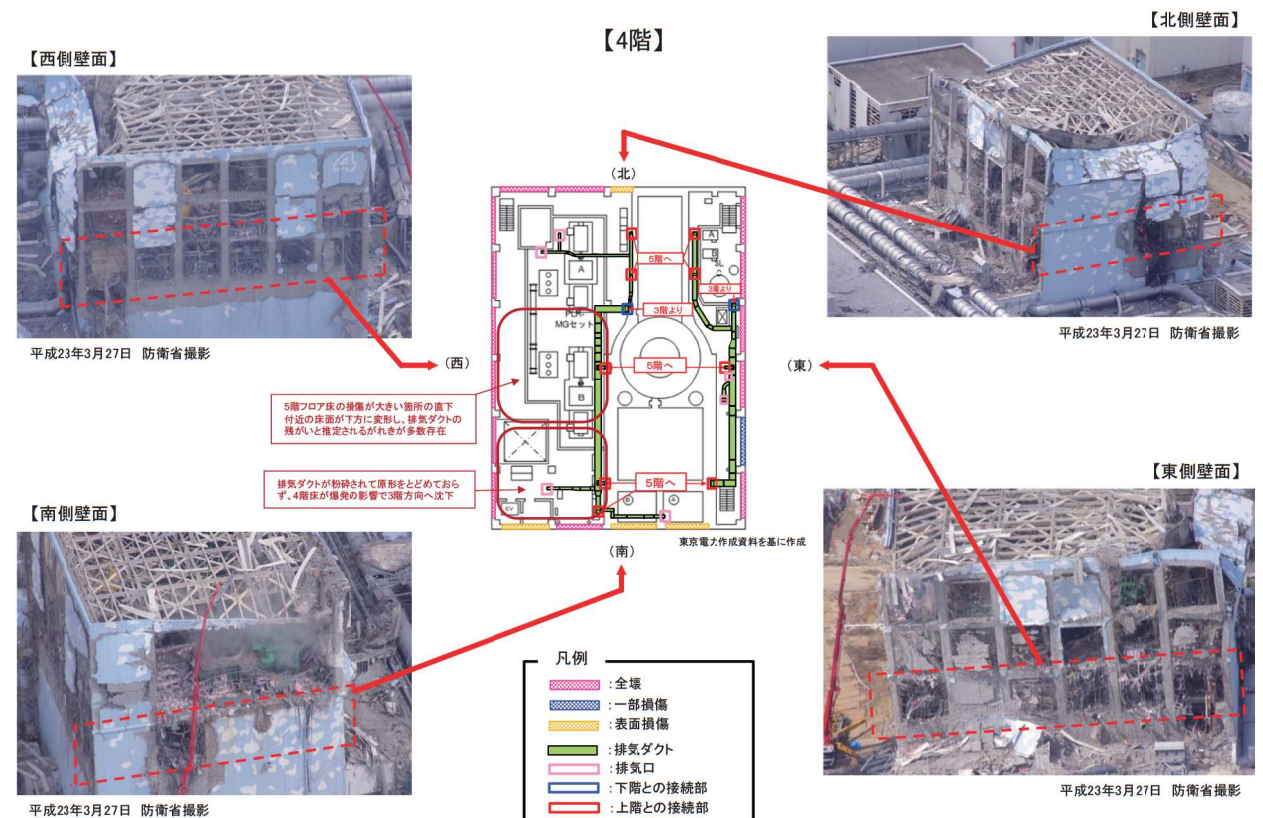 【4階】
【西側壁面】
【北側壁面】
4
平成23年3月27日 防衛省撮影
平成23年3月27日 防衛省撮影
(北)
(西)
(東)
A
A
B
5階へ
3階より
3階より
PLR-
MGセット
5階へ
B
5階フロア床の損傷が大きい箇所の直下
付近の床面が下方に変形し、排気ダクトの
残がいと推定されるがれきが多数存在
排気ダクトが粉砕されて原形をとどめておら
ず、4階床が爆発の影響で3階方向へ沈下
5階へ
EV
B
A
(南)
東京電力作成資料を基に作成
【南側壁面】
【東側壁面】
平成23年3月27日 防衛省撮影
平成23年3月27日 防衛省撮影
凡例
:全壊
:一部損傷
:表面損傷
:排気ダクト
:排気口
:下階との接続部
:上階との接続部